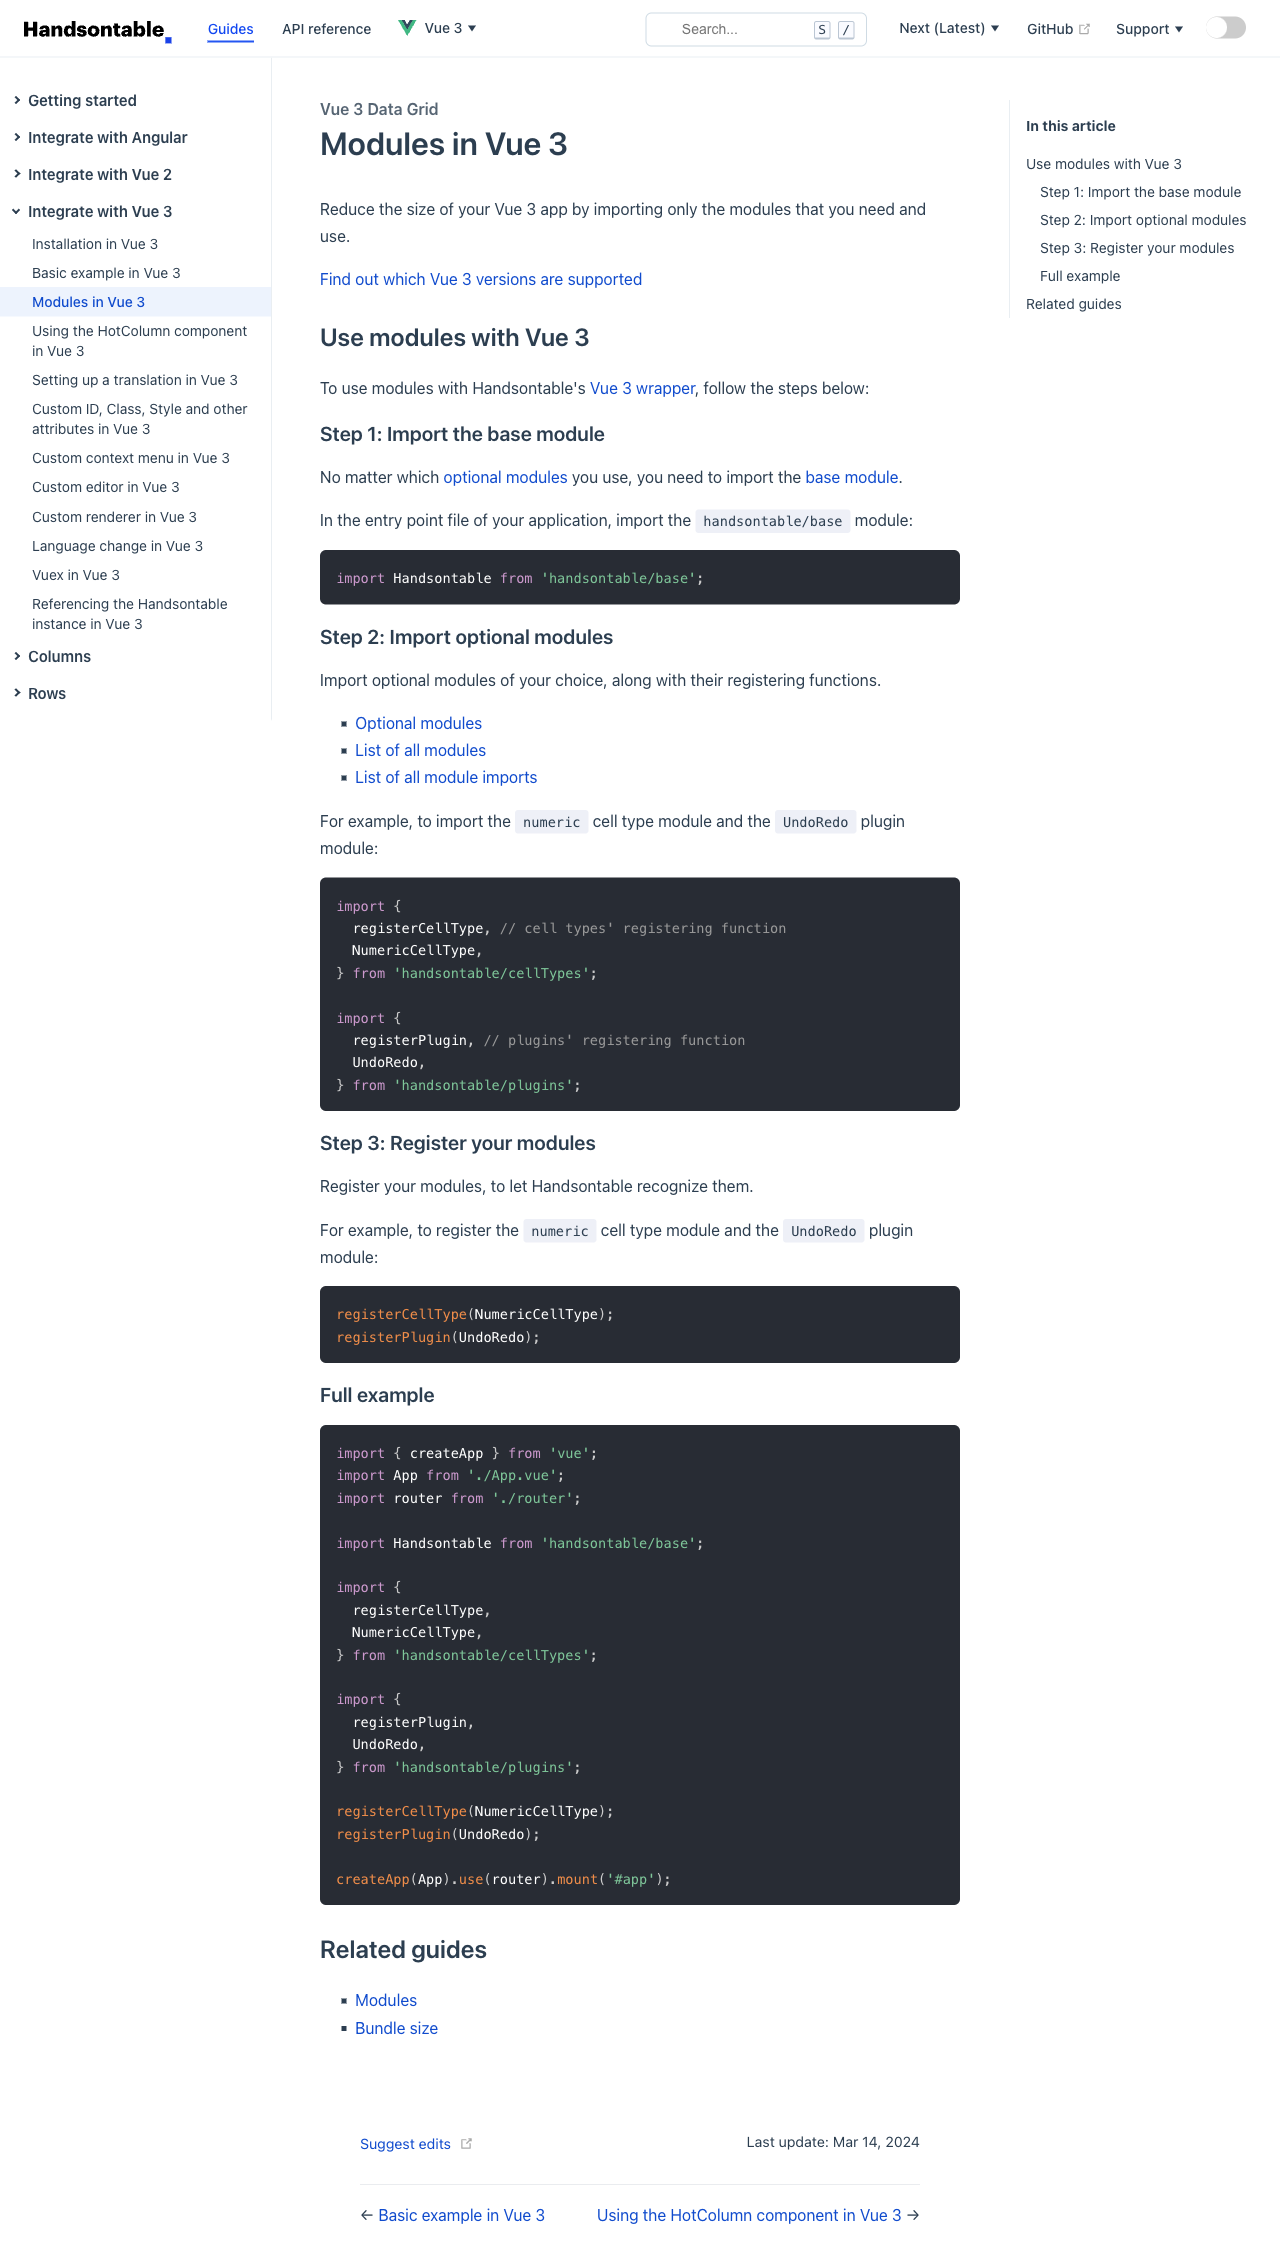 Handsontable
Guides
API reference
Vue 3
Search...
S
/
Next (Latest)
GitHub
Support
Getting started
Integrate with Angular
Integrate with Vue 2
Integrate with Vue 3
Installation in Vue 3
Basic example in Vue 3
Modules in Vue 3
Using the HotColumn component
in Vue 3
Setting up a translation in Vue 3
Custom ID, Class, Style and other
attributes in Vue 3
Custom context menu in Vue 3
Custom editor in Vue 3
Custom renderer in Vue 3
Language change in Vue 3
Vuex in Vue 3
Referencing the Handsontable
instance in Vue 3
Columns
Rows
Vue 3 Data Grid
Modules in Vue 3
Reduce the size of your Vue 3 app by importing only the modules that you need and
use.
Find out which Vue 3 versions are supported
Use modules with Vue 3
To use modules with Handsontable's Vue 3 wrapper, follow the steps below:
Step 1: Import the base module
No matter which optional modules you use, you need to import the base module.
In the entry point file of your application, import the handsontable/base module:
import Handsontable from 'handsontable/base';
Step 2: Import optional modules
Import optional modules of your choice, along with their registering functions.
Optional modules
List of all modules
List of all module imports
For example, to import the numeric cell type module and the UndoRedo plugin
module:
import {
registerCellType, // cell types' registering function
NumericCellType,
} from 'handsontable/cellTypes';
import {
registerPlugin, // plugins' registering function
UndoRedo,
} from 'handsontable/plugins';
Step 3: Register your modules
Register your modules, to let Handsontable recognize them.
For example, to register the numeric cell type module and the UndoRedo plugin
module:
registerCellType(NumericCellType);
registerPlugin(UndoRedo);
Full example
import { createApp } from 'vue';
import App from './App.vue';
import router from './router';
import Handsontable from 'handsontable/base';
import {
registerCellType,
NumericCellType,
} from 'handsontable/cellTypes';
import {
registerPlugin,
UndoRedo,
} from 'handsontable/plugins';
registerCellType(NumericCellType);
registerPlugin(UndoRedo);
createApp(App).use(router).mount('#app');
Related guides
Modules
Bundle size
Suggest edits
Last update: Mar 14, 2024
← Basic example in Vue 3
Using the HotColumn component in Vue 3 →
In this article
Use modules with Vue 3
Step 1: Import the base module
Step 2: Import optional modules
Step 3: Register your modules
Full example
Related guides